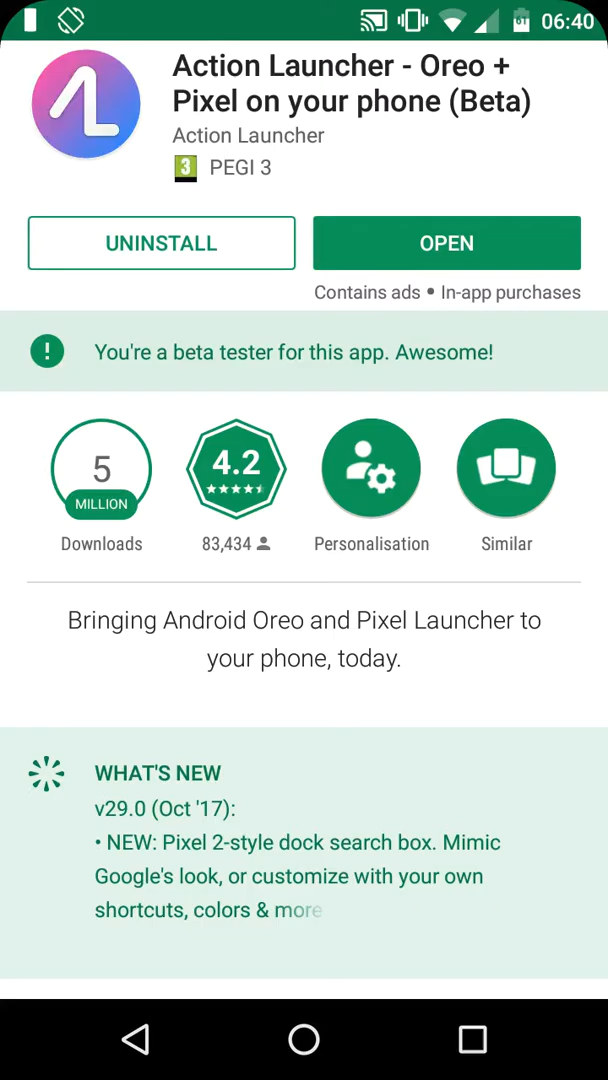 06:40
Action Launcher - Oreo +
Pixel on your phone (Beta)
Action Launcher
3 PEGI 3
UNINSTALL
OPEN
Contains ads • In-app purchases
You're a beta tester for this app. Awesome!
5
MILLION
4.2
Downloads
83,434
Personalisation
Similar
Bringing Android Oreo and Pixel Launcher to
your phone, today.
WHAT'S NEW
v29.0 (Oct '17):
• NEW: Pixel 2-style dock search box. Mimic
Google's look, or customize with your own
shortcuts, colors & more